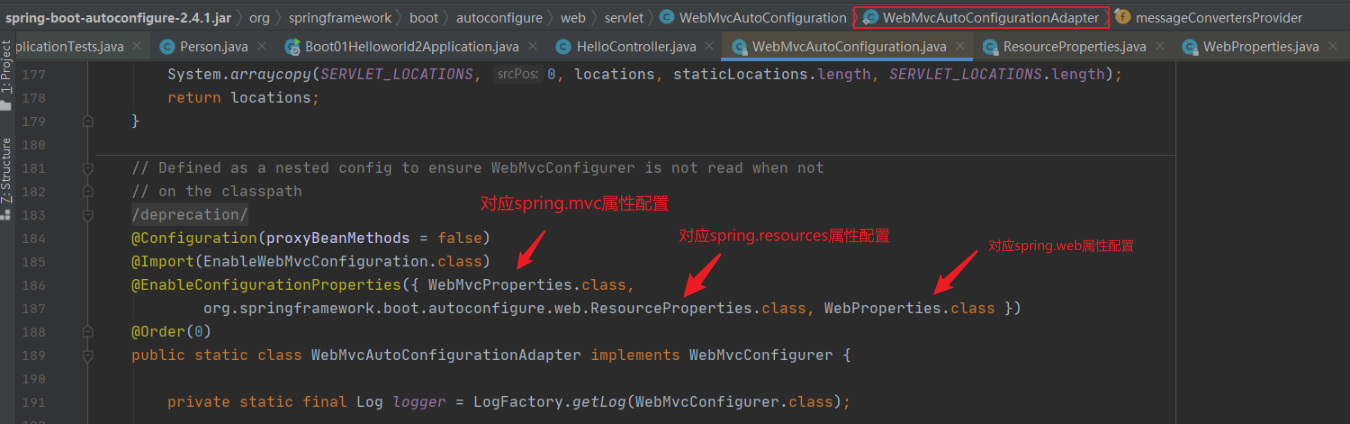 spring-boot-autoconfigure-2.4.1.jar org springframework boot autoconfigure web servlet WebMvcAutoConfiguration WebMvcAutoConfigurationAdapter messageConvertersProvider
plicationTests.java Person.java Boot01Helloworld2Application.java HelloController.java WebMvcAutoConfiguration.java ResourceProperties.java WebProperties.java
1: Project
Z: Structure
177 System.arraycopy(SERVLET_LOCATIONS, srcPos: 0, locations, staticLocations.length, SERVLET_LOCATIONS.length);
178 return locations;
179 }
180
181 // Defined as a nested config to ensure WebMvcConfigurer is not read when not
182 // on the classpath
对应spring.mvc属性配置
183 /deprecation/
184 @Configuration(proxyBeanMethods = false)
对应spring.resources属性配置
对应spring.web属性配置
185 @Import(EnableWebMvcConfiguration.class)
186 @EnableConfigurationProperties({ WebMvcProperties.class,
187 org.springframework.boot.autoconfigure.web.ResourceProperties.class, WebProperties.class })
188 @Order(0)
189 public static class WebMvcAutoConfigurationAdapter implements WebMvcConfigurer {
190
191 private static final Log logger = LogFactory.getLog(WebMvcConfigurer.class);